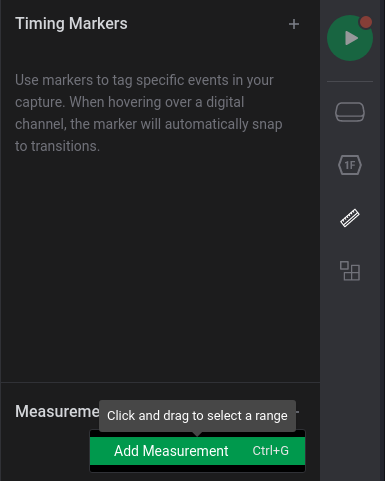 Timing Markers
Use markers to tag specific events in your
capture. When hovering over a digital
channel, the marker will automatically snap
to transitions.
1F
Measureme
Click and drag to select a range
Add Measurement Ctrl+G